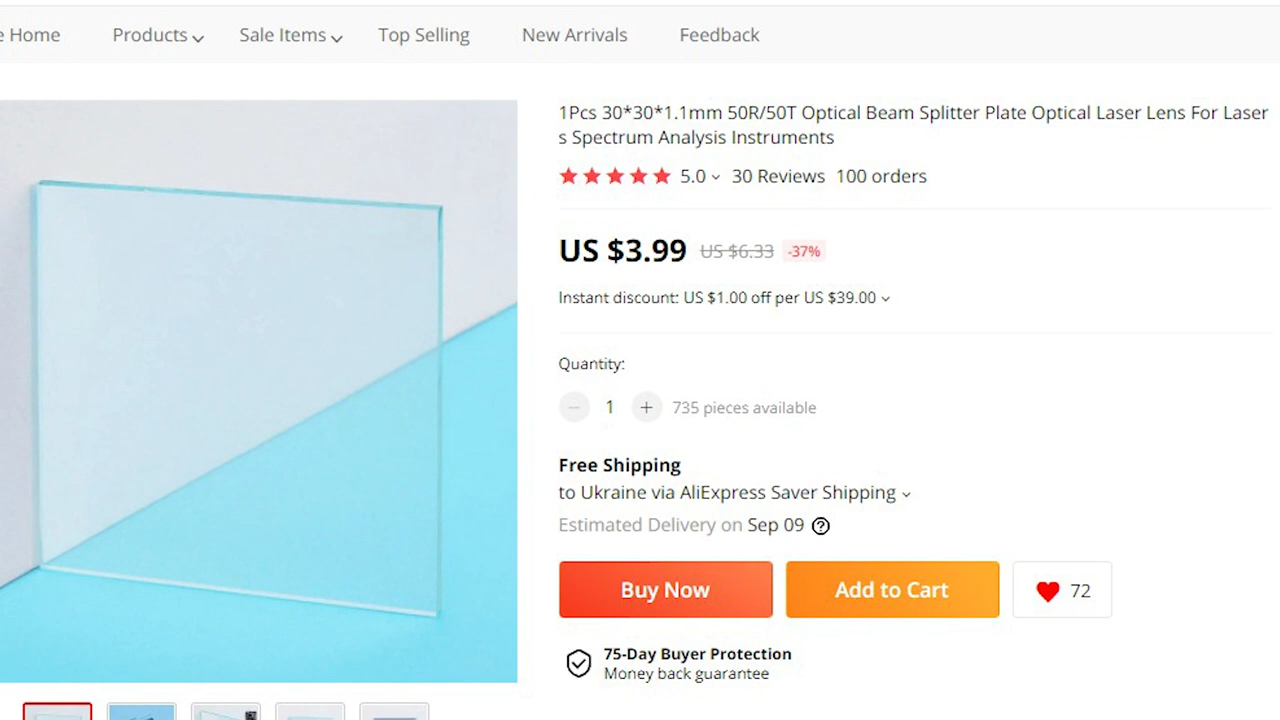 e Home Products Sale Items Top Selling New Arrivals Feedback
1Pcs 30*30*1.1mm 50R/50T Optical Beam Splitter Plate Optical Laser Lens For Laser
s Spectrum Analysis Instruments
5.0 30 Reviews 100 orders
US $3.99 US $6.33 -37%
Instant discount: US $1.00 off per US $39.00
Quantity:
1 735 pieces available
Free Shipping
to Ukraine via AliExpress Saver Shipping
Estimated Delivery on Sep 09
Buy Now Add to Cart 72
75-Day Buyer Protection
Money back guarantee